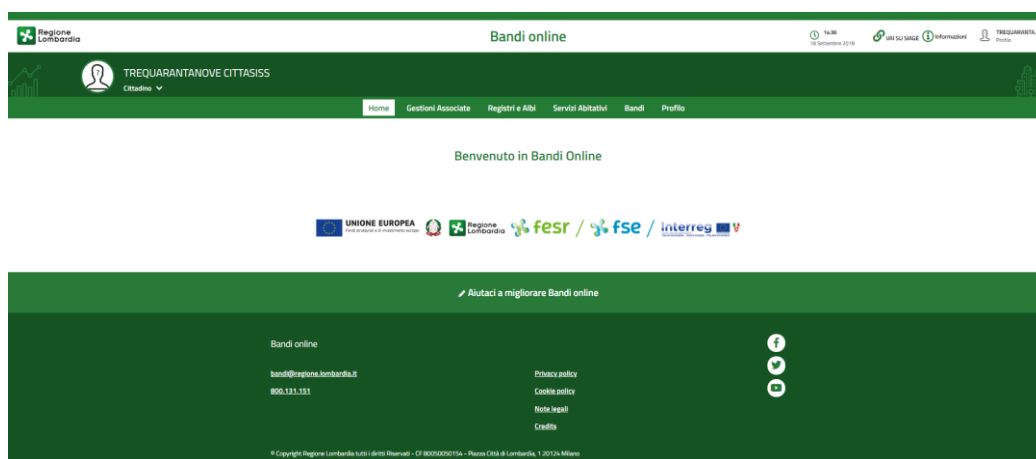 Regione
Lombardia
Bandi online
14:36
18 Settembre 2018
VAI SU SIAGE
Informazioni
TREQUARANTA
Profilo
TREQUARANTANOVE CITTASISS
Cittadino
Home Gestioni Associate Registri e Albi Servizi Abitativi Bandi Profilo
Benvenuto in Bandi Online
UNIONE EUROPEA
Regione
Lombardia
fesr / fse / interreg
Aiutaci a migliorare Bandi online
Bandi online
bandi@regione.lombardia.it
800.131.151
Privacy policy
Cookie policy
Note legali
Credits
© Copyright Regione Lombardia tutti i diritti Riservati - CF 80050050154 - Piazza Città di Lombardia, 1 20124 Milano